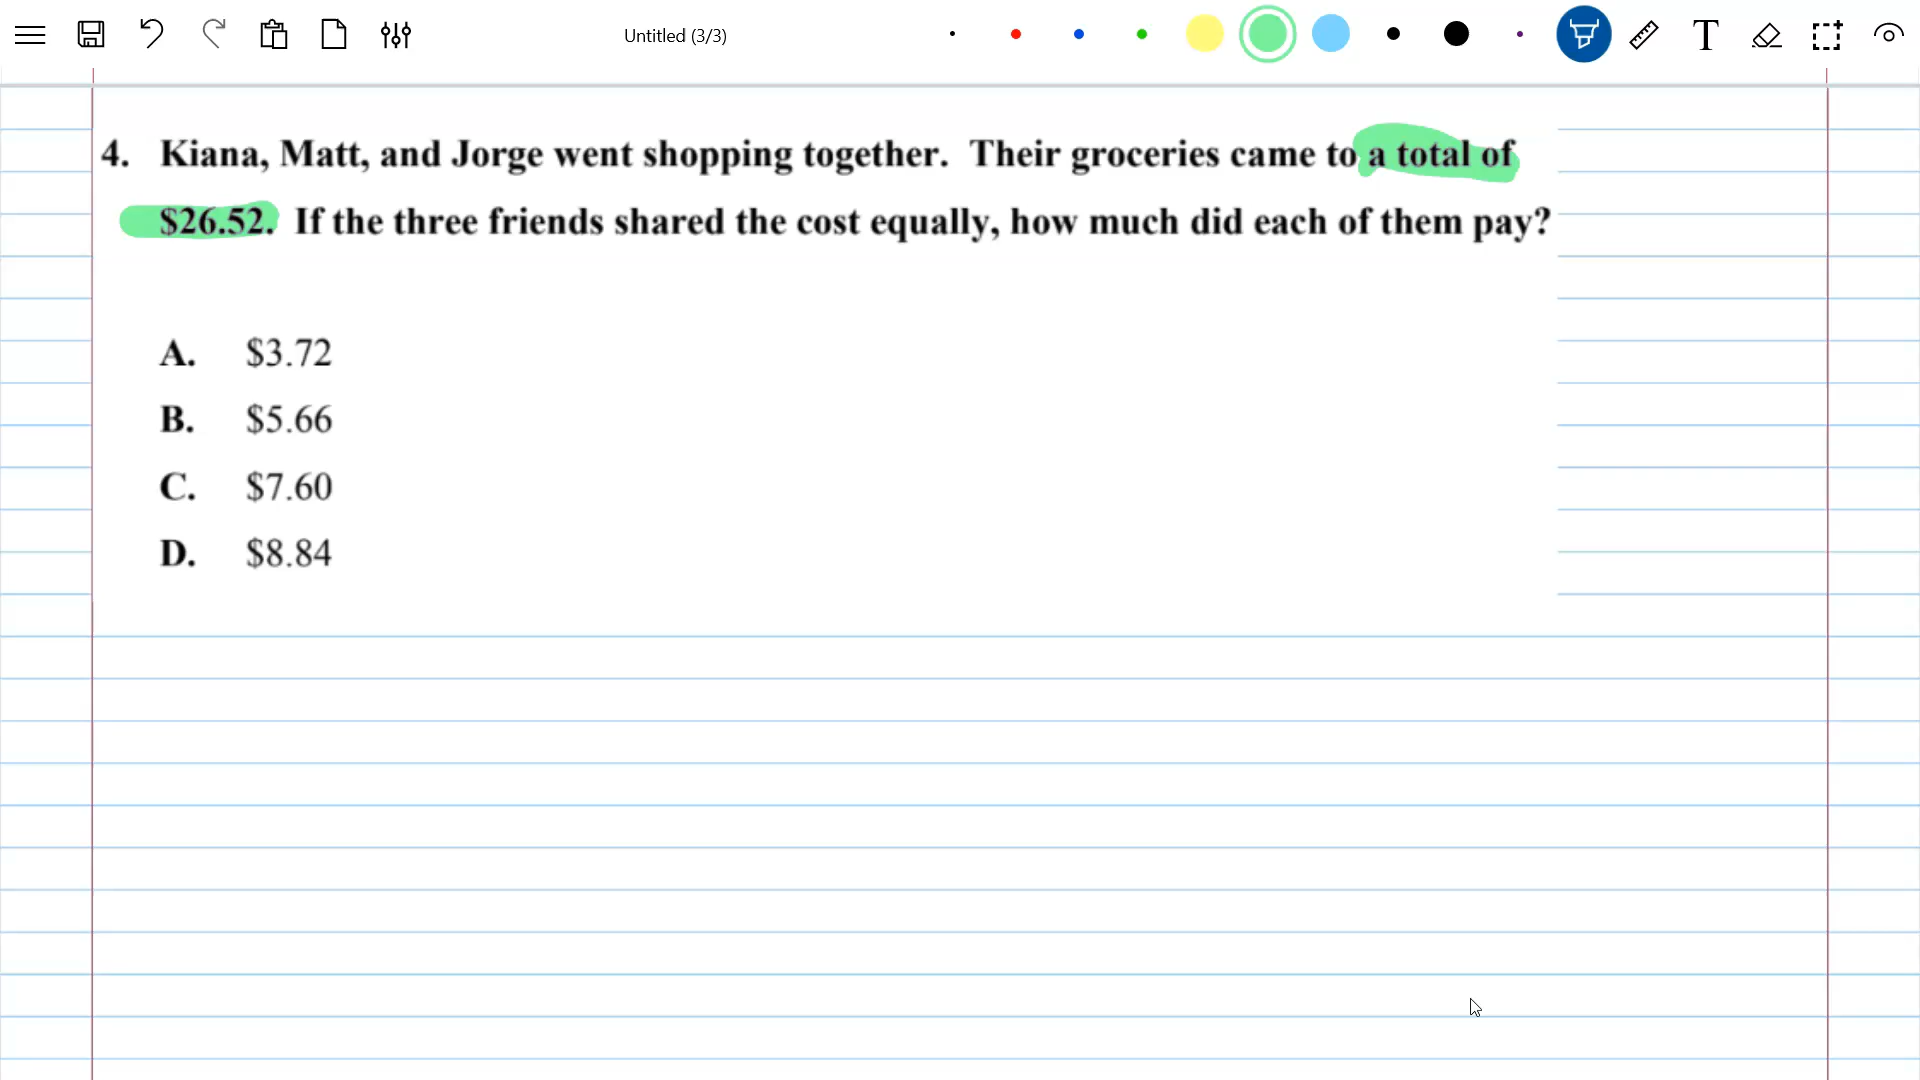 Untitled (3/3)
T
4. Kiana, Matt, and Jorge went shopping together. Their groceries came to a total of
$26.52. If the three friends shared the cost equally, how much did each of them pay?
A. $3.72
B. $5.66
C. $7.60
D. $8.84